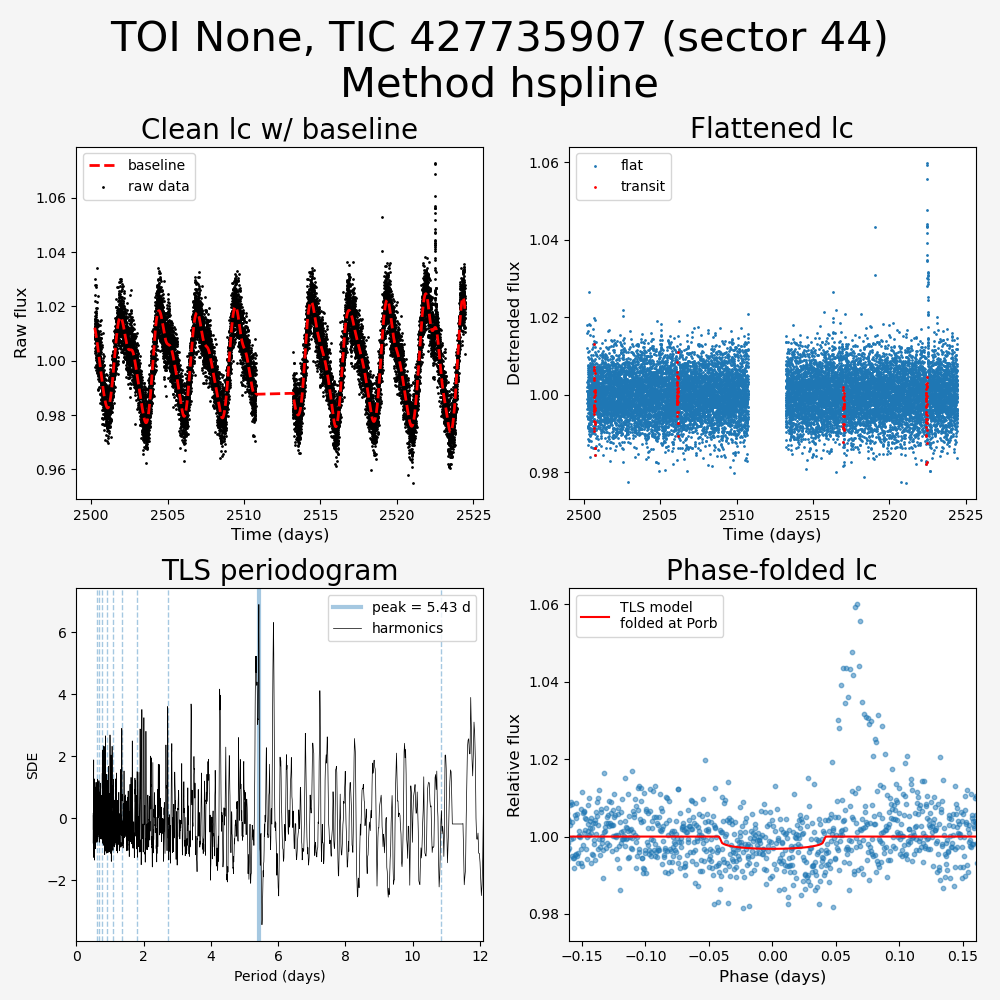 TOI None, TIC 427735907 (sector 44)
Method hspline
Clean lc w/ baseline
Flattened lc
baseline
raw data
flat
transit
1.06
1.04
1.02
1.00
0.98
0.96
Raw flux
2500
2505
2510
2515
2520
2525
Time (days)
1.06
1.04
1.02
1.00
0.98
Detrended flux
2500
2505
2510
2515
2520
2525
Time (days)
TLS periodogram
Phase-folded lc
peak = 5.43 d
harmonics
TLS model
folded at Porb
6
4
2
0
−2
SDE
0
2
4
6
8
10
12
Period (days)
1.06
1.04
1.02
1.00
0.98
Relative flux
−0.15
−0.10
−0.05
0.00
0.05
0.10
0.15
Phase (days)